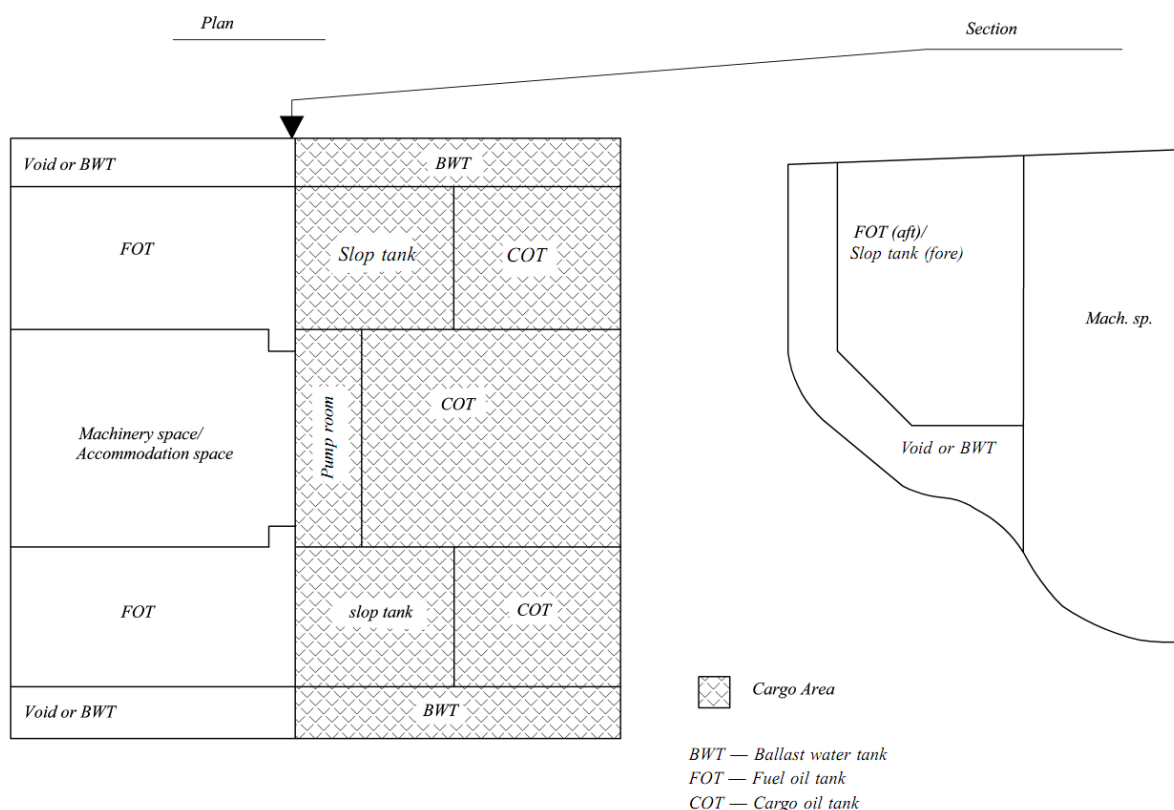 Plan
Section
Void or BWT
BWT
FOT
Slop tank
COT
FOT (aft)/
Slop tank (fore)
Mach. sp.
Machinery space/
Accommodation space
Pump room
COT
Void or BWT
FOT
slop tank
COT
Void or BWT
BWT
Cargo Area
BWT — Ballast water tank
FOT — Fuel oil tank
COT — Cargo oil tank